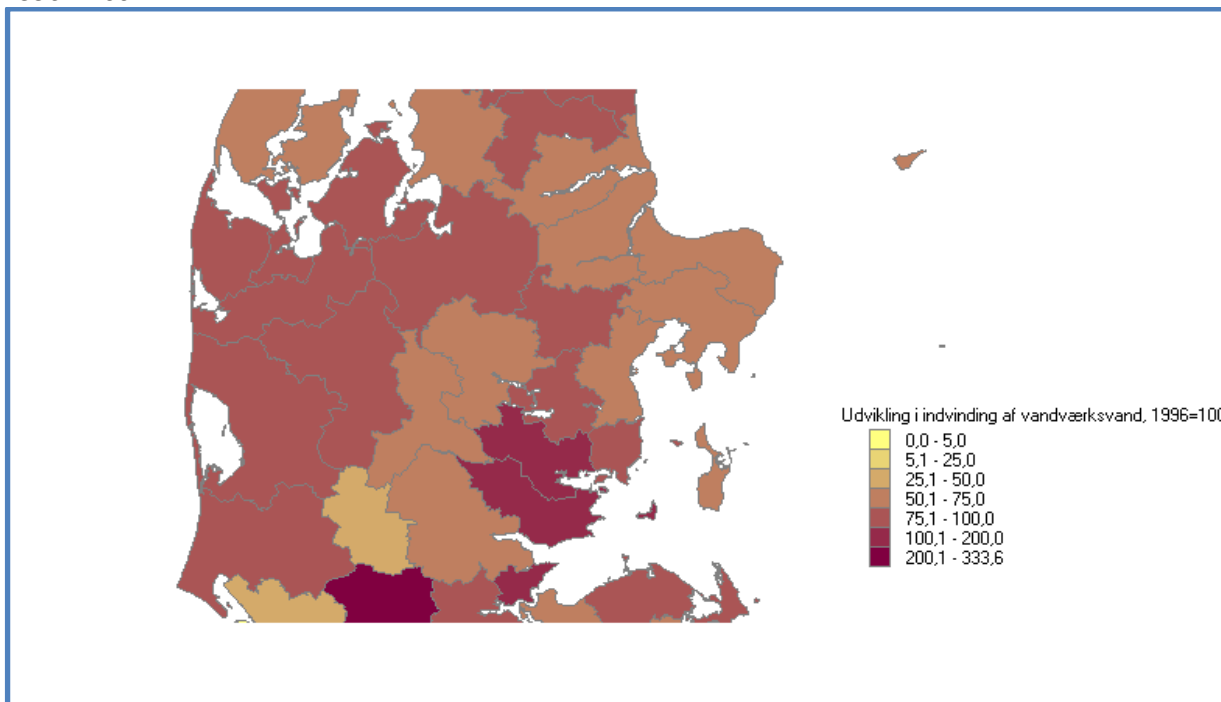 Udvikling i indvinding af vandværksvand, 1996=100
0,0 - 5,0
5,1 - 25,0
25,1 - 50,0
50,1 - 75,0
75,1 - 100,0
100,1 - 200,0
200,1 - 333,6